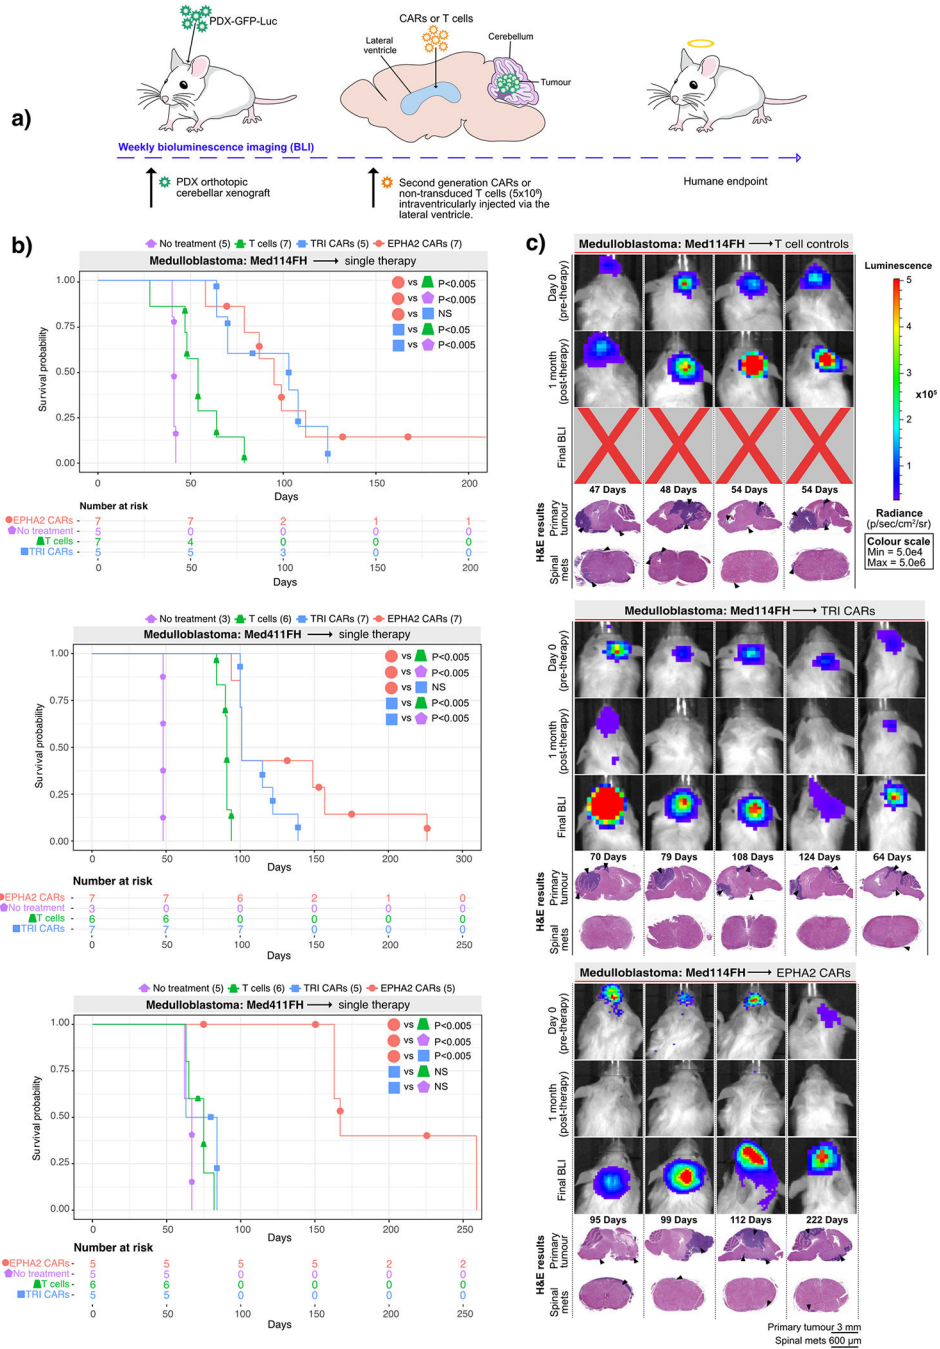 a)
PDX-GFP-Luc
CARs or T cells
Lateral
ventricle
Cerebellum
Tumour
Weekly bioluminescence imaging (BLI)
PDX orthotopic
cerebellar xenograft
Second generation CARs or
non-transduced T cells (5x10⁶)
intraventricularly injected via the
lateral ventricle.
Humane endpoint
b)
No treatment (5) T cells (7) TRI CARs (5) EPHA2 CARs (7)
Medulloblastoma: Med114FH → single therapy
Survival probability
1.00
0.75
0.50
0.25
0.00
vs P<0.005
vs P<0.005
vs NS
vs P<0.05
vs P<0.005
0 50 100 150 200
Days
Number at risk
EPHA2 CARs 7 7 2 1 1
No treatment 5 0 0 0 0
T cells 7 4 0 0 0
TRI CARs 5 5 3 0 0
0 50 100 150 200
Days
No treatment (3) T cells (6) TRI CARs (7) EPHA2 CARs (7)
Medulloblastoma: Med411FH → single therapy
Survival probability
1.00
0.75
0.50
0.25
0.00
vs P<0.005
vs P<0.005
vs NS
vs P<0.005
vs P<0.005
0 50 100 150 200 250 300
Days
Number at risk
EPHA2 CARs 7 7 6 2 1 0
No treatment 3 0 0 0 0 0
T cells 6 6 0 0 0 0
TRI CARs 7 7 7 0 0 0
0 50 100 150 200 250
Days
No treatment (5) T cells (6) TRI CARs (5) EPHA2 CARs (5)
Medulloblastoma: Med411FH → single therapy
Survival probability
1.00
0.75
0.50
0.25
0.00
vs P<0.005
vs P<0.005
vs P<0.005
vs NS
vs NS
0 50 100 150 200 250
Days
Number at risk
EPHA2 CARs 5 5 5 5 2 2
No treatment 5 5 0 0 0 0
T cells 6 6 0 0 0 0
TRI CARs 5 5 0 0 0 0
0 50 100 150 200 250
Days
c)
Medulloblastoma: Med114FH → T cell controls
Day 0
(pre-therapy)
1 month
(post-therapy)
Final BLI
47 Days 48 Days 54 Days 54 Days
H&E results
Primary
tumour
Spinal
mets
Luminescence
5
4
3
x10⁵
2
1
Radiance
(p/sec/cm²/sr)
Colour scale
Min = 5.0e4
Max = 5.0e6
Medulloblastoma: Med114FH → TRI CARs
Day 0
(pre-therapy)
1 month
(post-therapy)
Final BLI
70 Days 79 Days 108 Days 124 Days 64 Days
H&E results
Primary
tumour
Spinal
mets
Medulloblastoma: Med114FH → EPHA2 CARs
Day 0
(pre-therapy)
1 month
(post-therapy)
Final BLI
95 Days 99 Days 112 Days 222 Days
H&E results
Primary
tumour
Spinal
mets
Primary tumour 3 mm
Spinal mets 600 µm